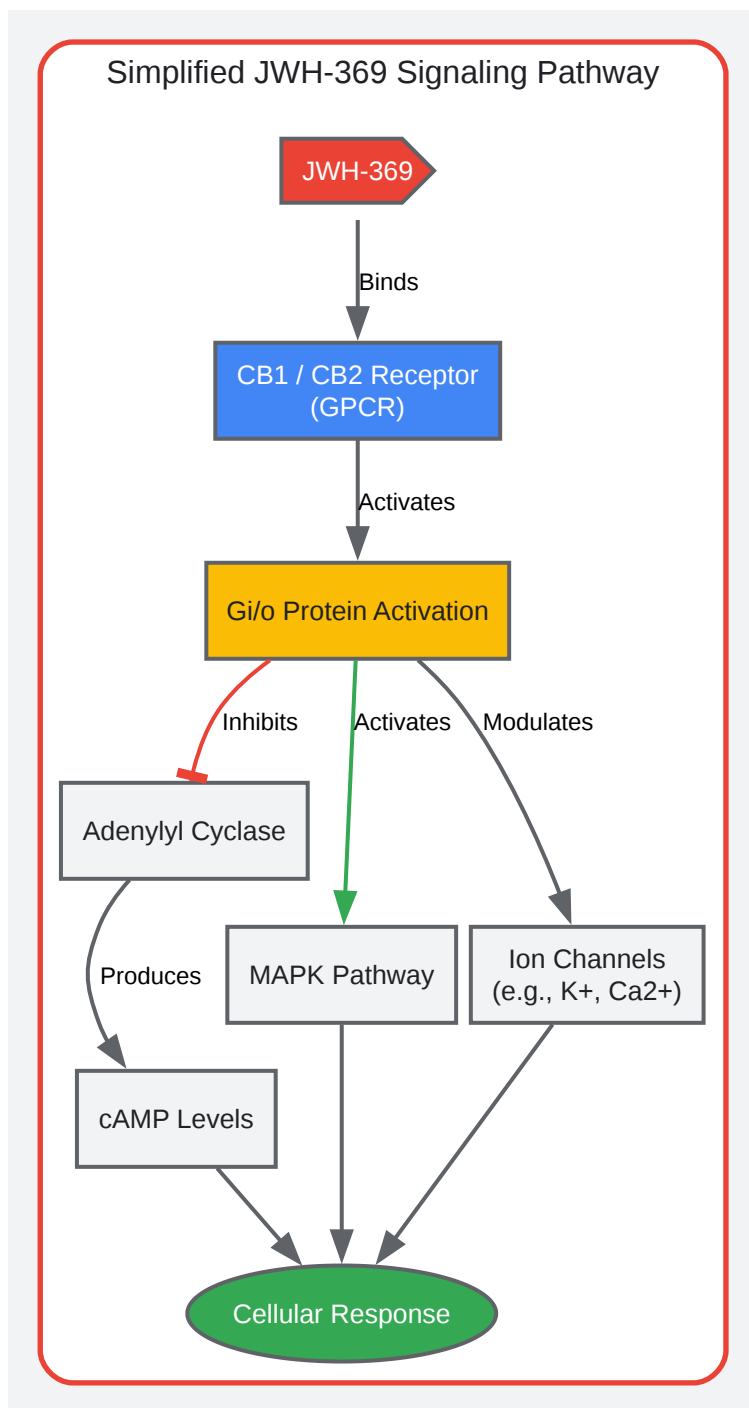 Simplified JWH-369 Signaling Pathway
JWH-369
Binds
CB1 / CB2 Receptor
(GPCR)
Activates
Gi/o Protein Activation
Inhibits
Activates
Modulates
Adenylyl Cyclase
Produces
MAPK Pathway
Ion Channels
(e.g., K+, Ca2+)
cAMP Levels
Cellular Response